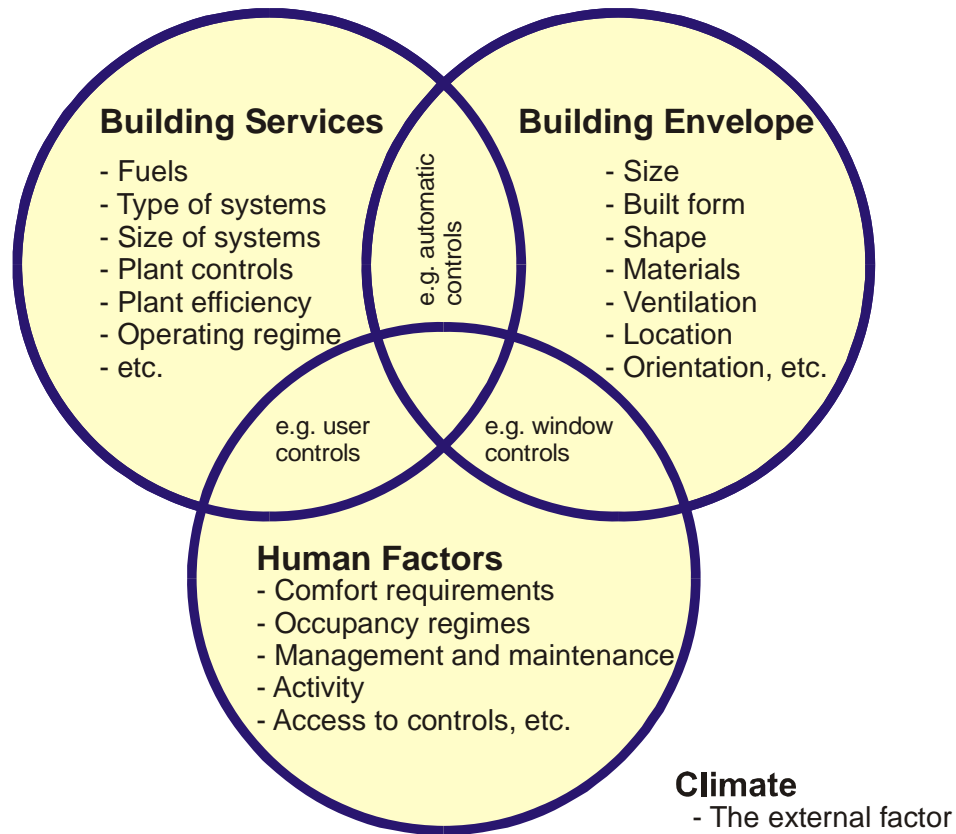 Building Services
- Fuels
- Type of systems
- Size of systems
- Plant controls
- Plant efficiency
- Operating regime
- etc.
e.g. automatic
controls
Building Envelope
- Size
- Built form
- Shape
- Materials
- Ventilation
- Location
- Orientation, etc.
e.g. user
controls
e.g. window
controls
Human Factors
- Comfort requirements
- Occupancy regimes
- Management and maintenance
- Activity
- Access to controls, etc.
Climate
- The external factor